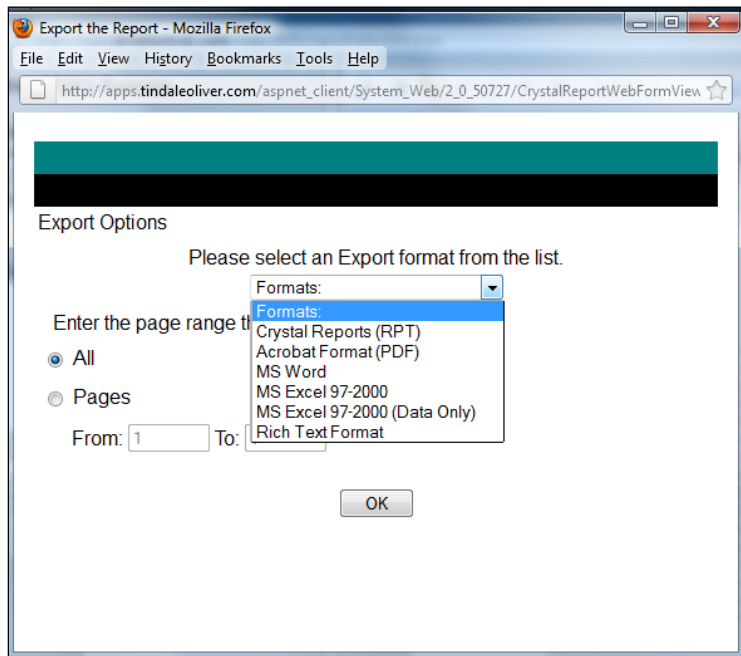 Export the Report - Mozilla Firefox
File Edit View History Bookmarks Tools Help
http://apps.tindaleoliver.com/aspnet_client/System_Web/2_0_50727/CrystalReportWebFormView
Export Options
Please select an Export format from the list.
Formats:
Formats:
Crystal Reports (RPT)
Acrobat Format (PDF)
MS Word
MS Excel 97-2000
MS Excel 97-2000 (Data Only)
Rich Text Format
Enter the page range
All
Pages
From: 1 To:
OK